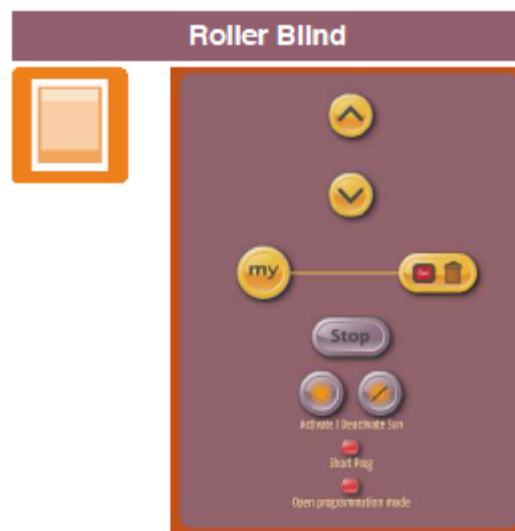 Roller Blind
my
Stop
Activate / Deactivate Sun
Short Prog
Open programmation mode